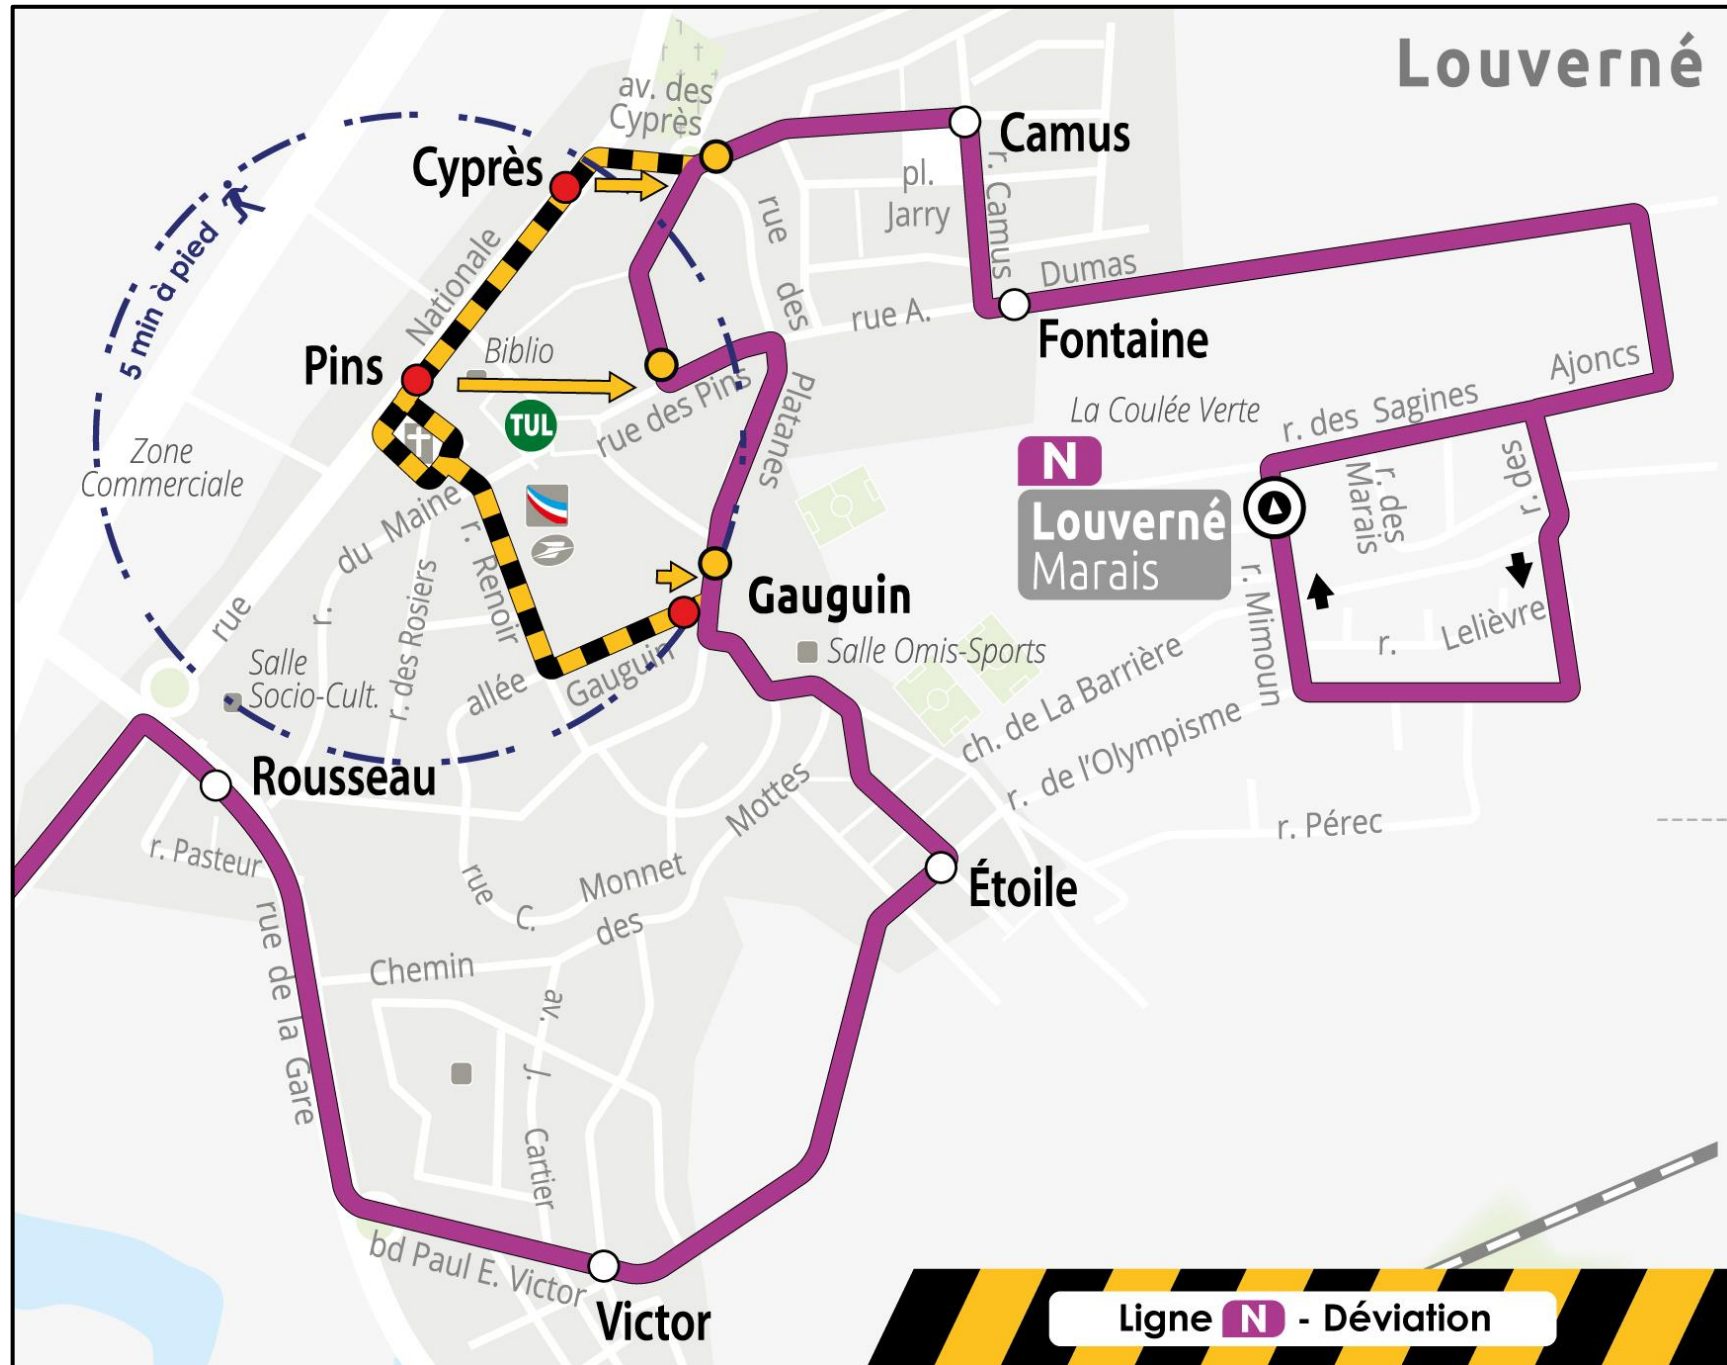 Louverné
av. des
Cyprès
Cyprès
Camus
pl.
Jarry
r. Camus
rue
des
Platanes
5 min à pied
Nationale
rue
Dumas
rue A.
Fontaine
Pins
Biblio
TUL
rue des Pins
Ajoncs
La Coulée Verte
r. des Sagines
N
Louverné
Marais
r. des
Marais
r. des
Zone
Commerciale
r. du Maine
r. Renoir
r. des Rosiers
Gauguin
Salle Omis-Sports
r. Mimoun
r. Lelièvre
Salle
Socio-Cult.
allée
Gauguin
ch. de La Barrière
r. de l'Olympisme
Rousseau
r. Pasteur
Mottes
r. Pérec
rue C. Monnet
des
Étoile
Chemin
rue de la Gare
av. J. Cartier
bd Paul E. Victor
Victor
Ligne N - Déviation